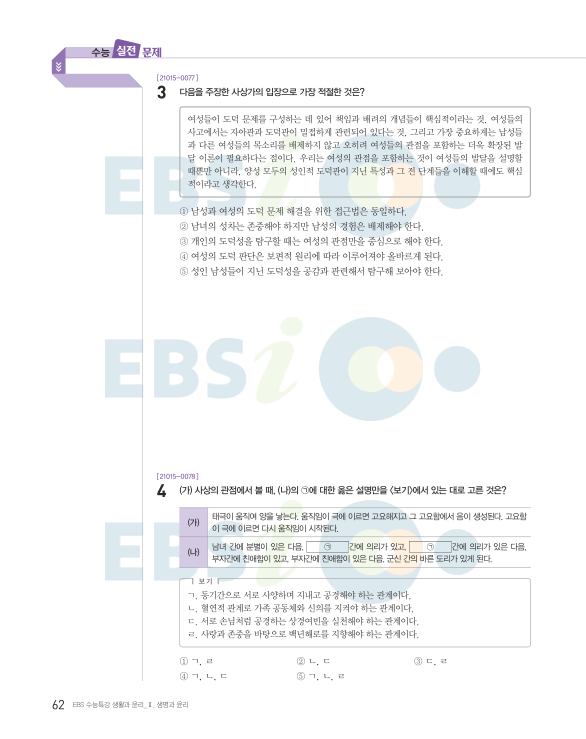 수능 실전 문제
[21015-0077]
3 다음을 주장한 사상가의 입장으로 가장 적절한 것은?
여성들이 도덕 문제를 구성하는 데 있어 책임과 배려의 개념들이 핵심적이라는 것, 여성들의
사고에서는 자아관과 도덕관이 밀접하게 관련되어 있다는 것, 그리고 가장 중요하게는 남성들
과 다른 여성들의 목소리를 배제하지 않고 오히려 여성들의 관점을 포함하는 더욱 확장된 발
달 이론이 필요하다는 점이다. 우리는 여성의 관점을 포함하는 것이 여성들의 발달을 설명할
때뿐만 아니라, 양성 모두의 성인적 도덕관이 지닌 특성과 그 전 단계들을 이해할 때에도 핵심
적이라고 생각한다.
① 남성과 여성의 도덕 문제 해결을 위한 접근법은 동일하다.
② 남녀의 성차는 존중해야 하지만 남성의 경험은 배제해야 한다.
③ 개인의 도덕성을 탐구할 때는 여성의 관점만을 중심으로 해야 한다.
④ 여성의 도덕 판단은 보편적 원리에 따라 이루어져야 올바르게 된다.
⑤ 성인 남성들이 지닌 도덕성을 공감과 관련해서 탐구해 보아야 한다.
EBSi
EBSi
[21015-0078]
4 (가) 사상의 관점에서 볼 때, (나)의 ㉠에 대한 옳은 설명만을 <보기>에서 있는 대로 고른 것은?
(가) 태극이 움직여 양을 낳는다. 움직임이 극에 이르면 고요해지고 그 고요함에서 음이 생성된다. 고요함
이 극에 이르면 다시 움직임이 시작된다.
(나) 남녀 간에 분별이 있은 다음, ㉠ 간에 의리가 있고, ㉠ 간에 의리가 있은 다음,
부자간에 친애함이 있고, 부자간에 친애함이 있은 다음, 군신 간의 바른 도리가 있게 된다.
보기
ㄱ. 동기간으로 서로 사양하며 지내고 공경해야 하는 관계이다.
ㄴ. 혈연적 관계로 가족 공동체와 신의를 지켜야 하는 관계이다.
ㄷ. 서로 손님처럼 공경하는 상경여빈을 실천해야 하는 관계이다.
ㄹ. 사랑과 존중을 바탕으로 백년해로를 지향해야 하는 관계이다.
① ㄱ, ㄹ ② ㄴ, ㄷ ③ ㄷ, ㄹ
④ ㄱ, ㄴ, ㄷ ⑤ ㄱ, ㄴ, ㄹ
62 EBS 수능특강 생활과 윤리_Ⅱ. 생명과 윤리